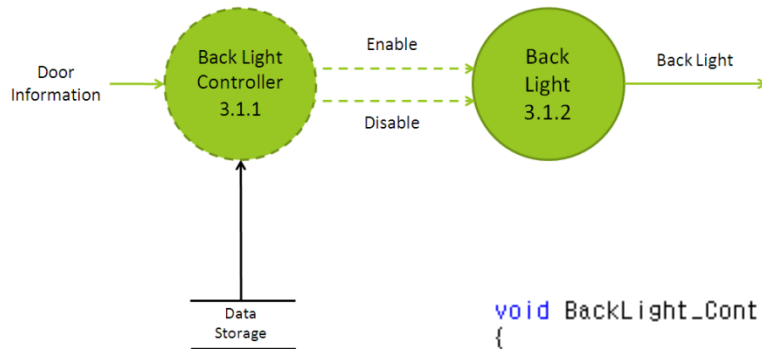 Door
Information
Back Light
Controller
3.1.1
Enable
Disable
Back
Light
3.1.2
Back Light
Data
Storage
void BackLight_Cont
{